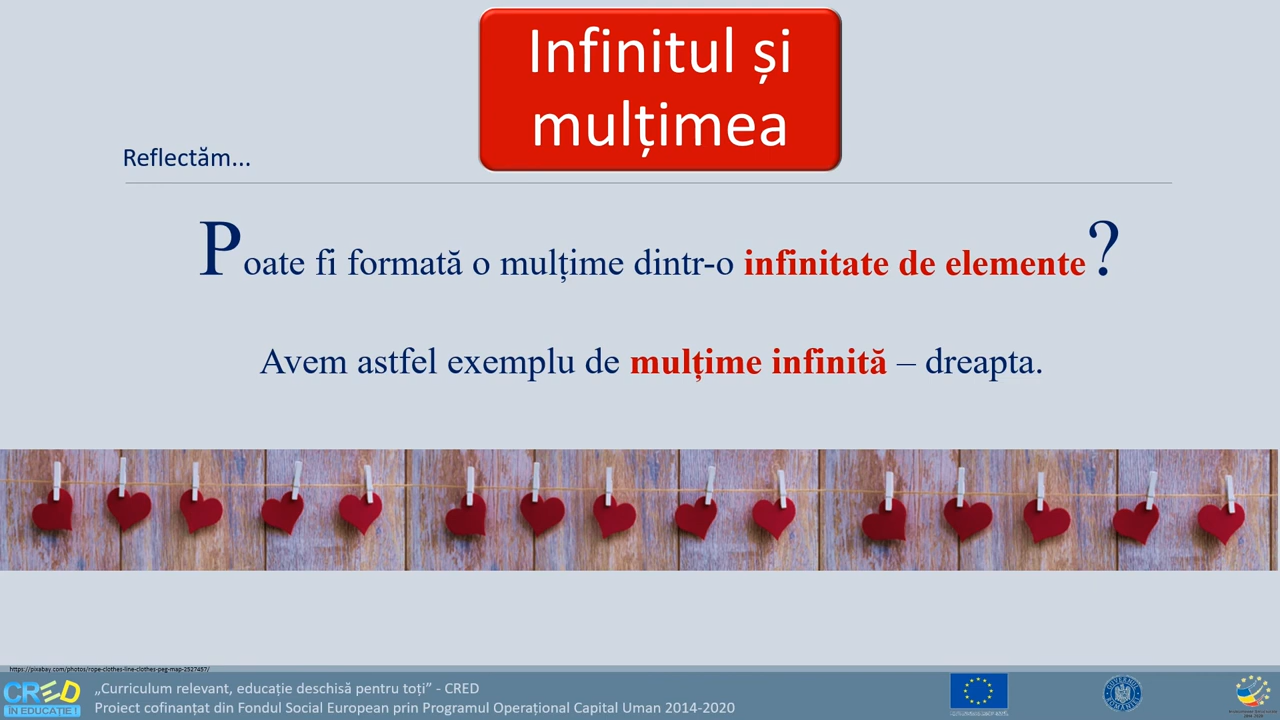 Infinitul și
mulțimea
Reflectăm...
Poate fi formată o mulțime dintr-o infinitate de elemente?
Avem astfel exemplu de mulțime infinită – dreapta.
https://pixabay.com/photos/rope-clothes-line-clothes-peg-map-2527457/
CRED
ÎN EDUCAȚIE !
„Curriculum relevant, educație deschisă pentru toți” - CRED
Proiect cofinanțat din Fondul Social European prin Programul Operațional Capital Uman 2014-2020